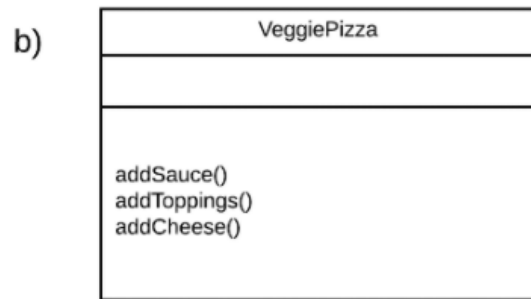 b)
VeggiePizza
addSauce()
addToppings()
addCheese()